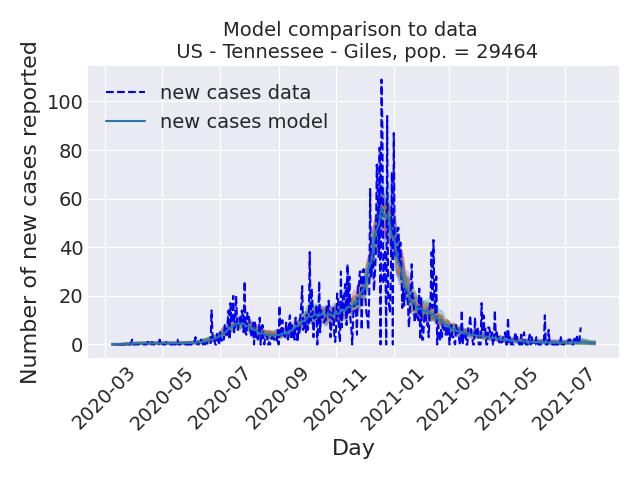 Model comparison to data
US - Tennessee - Giles, pop. = 29464
Number of new cases reported
new cases data
new cases model
100
80
60
40
20
0
2020-03
2020-05
2020-07
2020-09
2020-11
2021-01
2021-03
2021-05
2021-07
Day